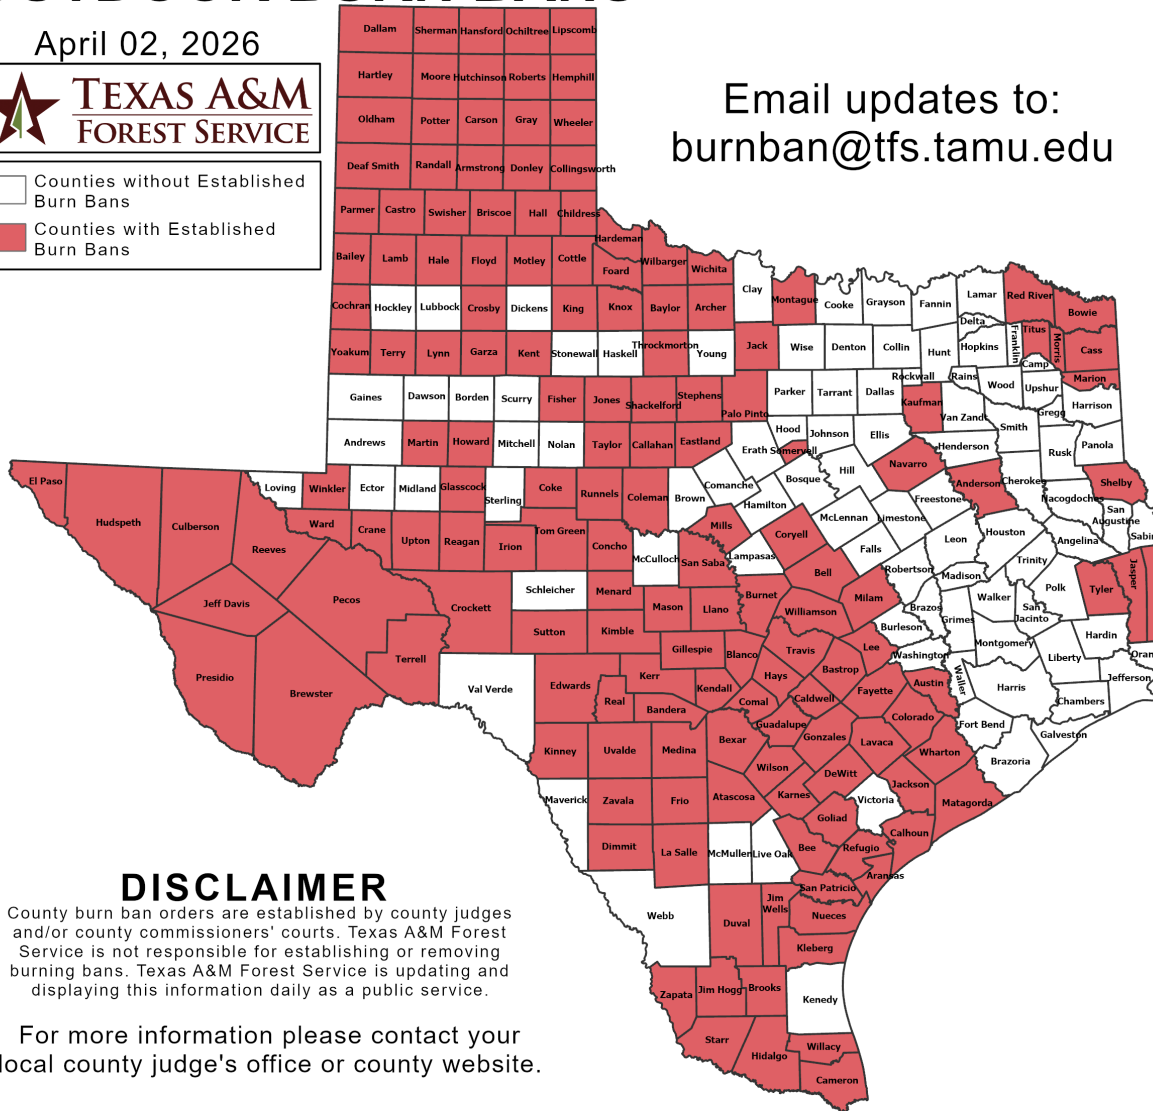 April 02, 2026
TEXAS A&M
FOREST SERVICE
Counties without Established
Burn Bans
Counties with Established
Burn Bans
Email updates to:
burnban@tfs.tamu.edu
Dallam Sherman Hansford Ochiltree Lipscomb
Hartley Moore Hutchinson Roberts Hemphill
Oldham Potter Carson Gray Wheeler
Deaf Smith Randall Armstrong Donley Collingsworth
Parmer Castro Swisher Briscoe Hall Childress
Hardeman
Bailey Lamb Hale Floyd Motley Cottle Foard Wilbarger Wichita
Clay Montague Cooke Grayson Fannin Lamar Red River Bowie
Cochran Hockley Lubbock Crosby Dickens King Knox Baylor Archer
Delta Titus Franklin Morris Cass
Yoakum Terry Lynn Garza Kent Stonewall Haskell Throckmorton Young Jack Wise Denton Collin Hunt Hopkins
Camp Marion
Rockwall Rains Wood Upshur
Gaines Dawson Borden Scurry Fisher Jones Shackelford Stephens Palo Pinto Parker Tarrant Dallas Kaufman Van Zandt Smith Gregg Harrison
Andrews Martin Howard Mitchell Nolan Taylor Callahan Eastland Erath Hood Somervell Johnson Ellis Henderson Rusk Panola
El Paso Hudspeth Culberson Loving Winkler Ector Midland Glasscock Sterling Coke Runnels Coleman Brown Comanche Hamilton Bosque Hill Navarro Freestone Anderson Cherokee Nacogdoches Shelby
San
Augustine
Sabin
Reeves Ward Crane Upton Reagan Irion Tom Green Concho McCulloch San Saba Mills Lampasas Coryell McLennan Limestone Falls Leon Houston Angelina
Trinity Polk Tyler Jasper
Jeff Davis Pecos Crockett Schleicher Menard Mason Llano Burnet Bell Milam Robertson Madison Walker
San
Jacinto
Brazos Grimes Burleson
Presidio Brewster Terrell Sutton Kimble Gillespie Blanco Williamson Travis Lee Washington Montgomery Liberty Hardin Oran
Val Verde Edwards Real Kerr Bandera Kendall Hays Comal Caldwell Bastrop Fayette Austin Waller Harris Chambers Jefferson
Guadalupe Gonzales Lavaca Colorado Fort Bend Galveston
Kinney Uvalde Medina Bexar Wilson DeWitt Wharton Brazoria
Maverick Zavala Frio Atascosa Karnes Goliad Victoria Jackson Matagorda
Dimmit La Salle McMullen Live Oak Bee Refugio Calhoun
Aransas
San Patricio
Webb Duval
Jim
Wells
Nueces
Kleberg
Zapata Jim Hogg Brooks Kenedy
Starr Hidalgo Willacy
Cameron
DISCLAIMER
County burn ban orders are established by county judges
and/or county commissioners' courts. Texas A&M Forest
Service is not responsible for establishing or removing
burning bans. Texas A&M Forest Service is updating and
displaying this information daily as a public service.
For more information please contact your
local county judge's office or county website.